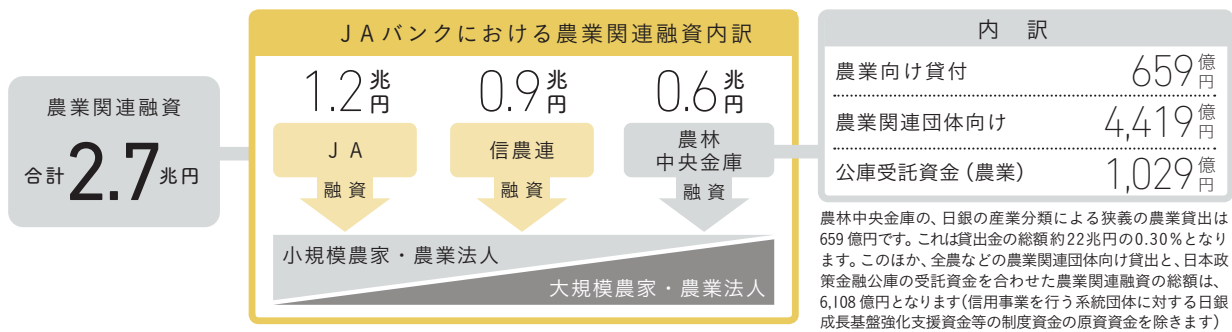 農業関連融資
合計2.7兆円
JAバンクにおける農業関連融資内訳
1.2兆円
0.9兆円
0.6兆円
JA
信農連
農林
中央金庫
融資
融資
融資
小規模農家・農業法人
大規模農家・農業法人
内 訳
農業向け貸付 659億円
農業関連団体向け 4,419億円
公庫受託資金(農業) 1,029億円
農林中央金庫の、日銀の産業分類による狭義の農業貸出は
659億円です。これは貸出金の総額約22兆円の0.30%となり
ます。このほか、全農などの農業関連団体向け貸出と、日本政
策金融公庫の受託資金を合わせた農業関連融資の総額は、
6,108億円となります(信用事業を行う系統団体に対する日銀
成長基盤強化支援資金等の制度資金の原資資金を除きます)